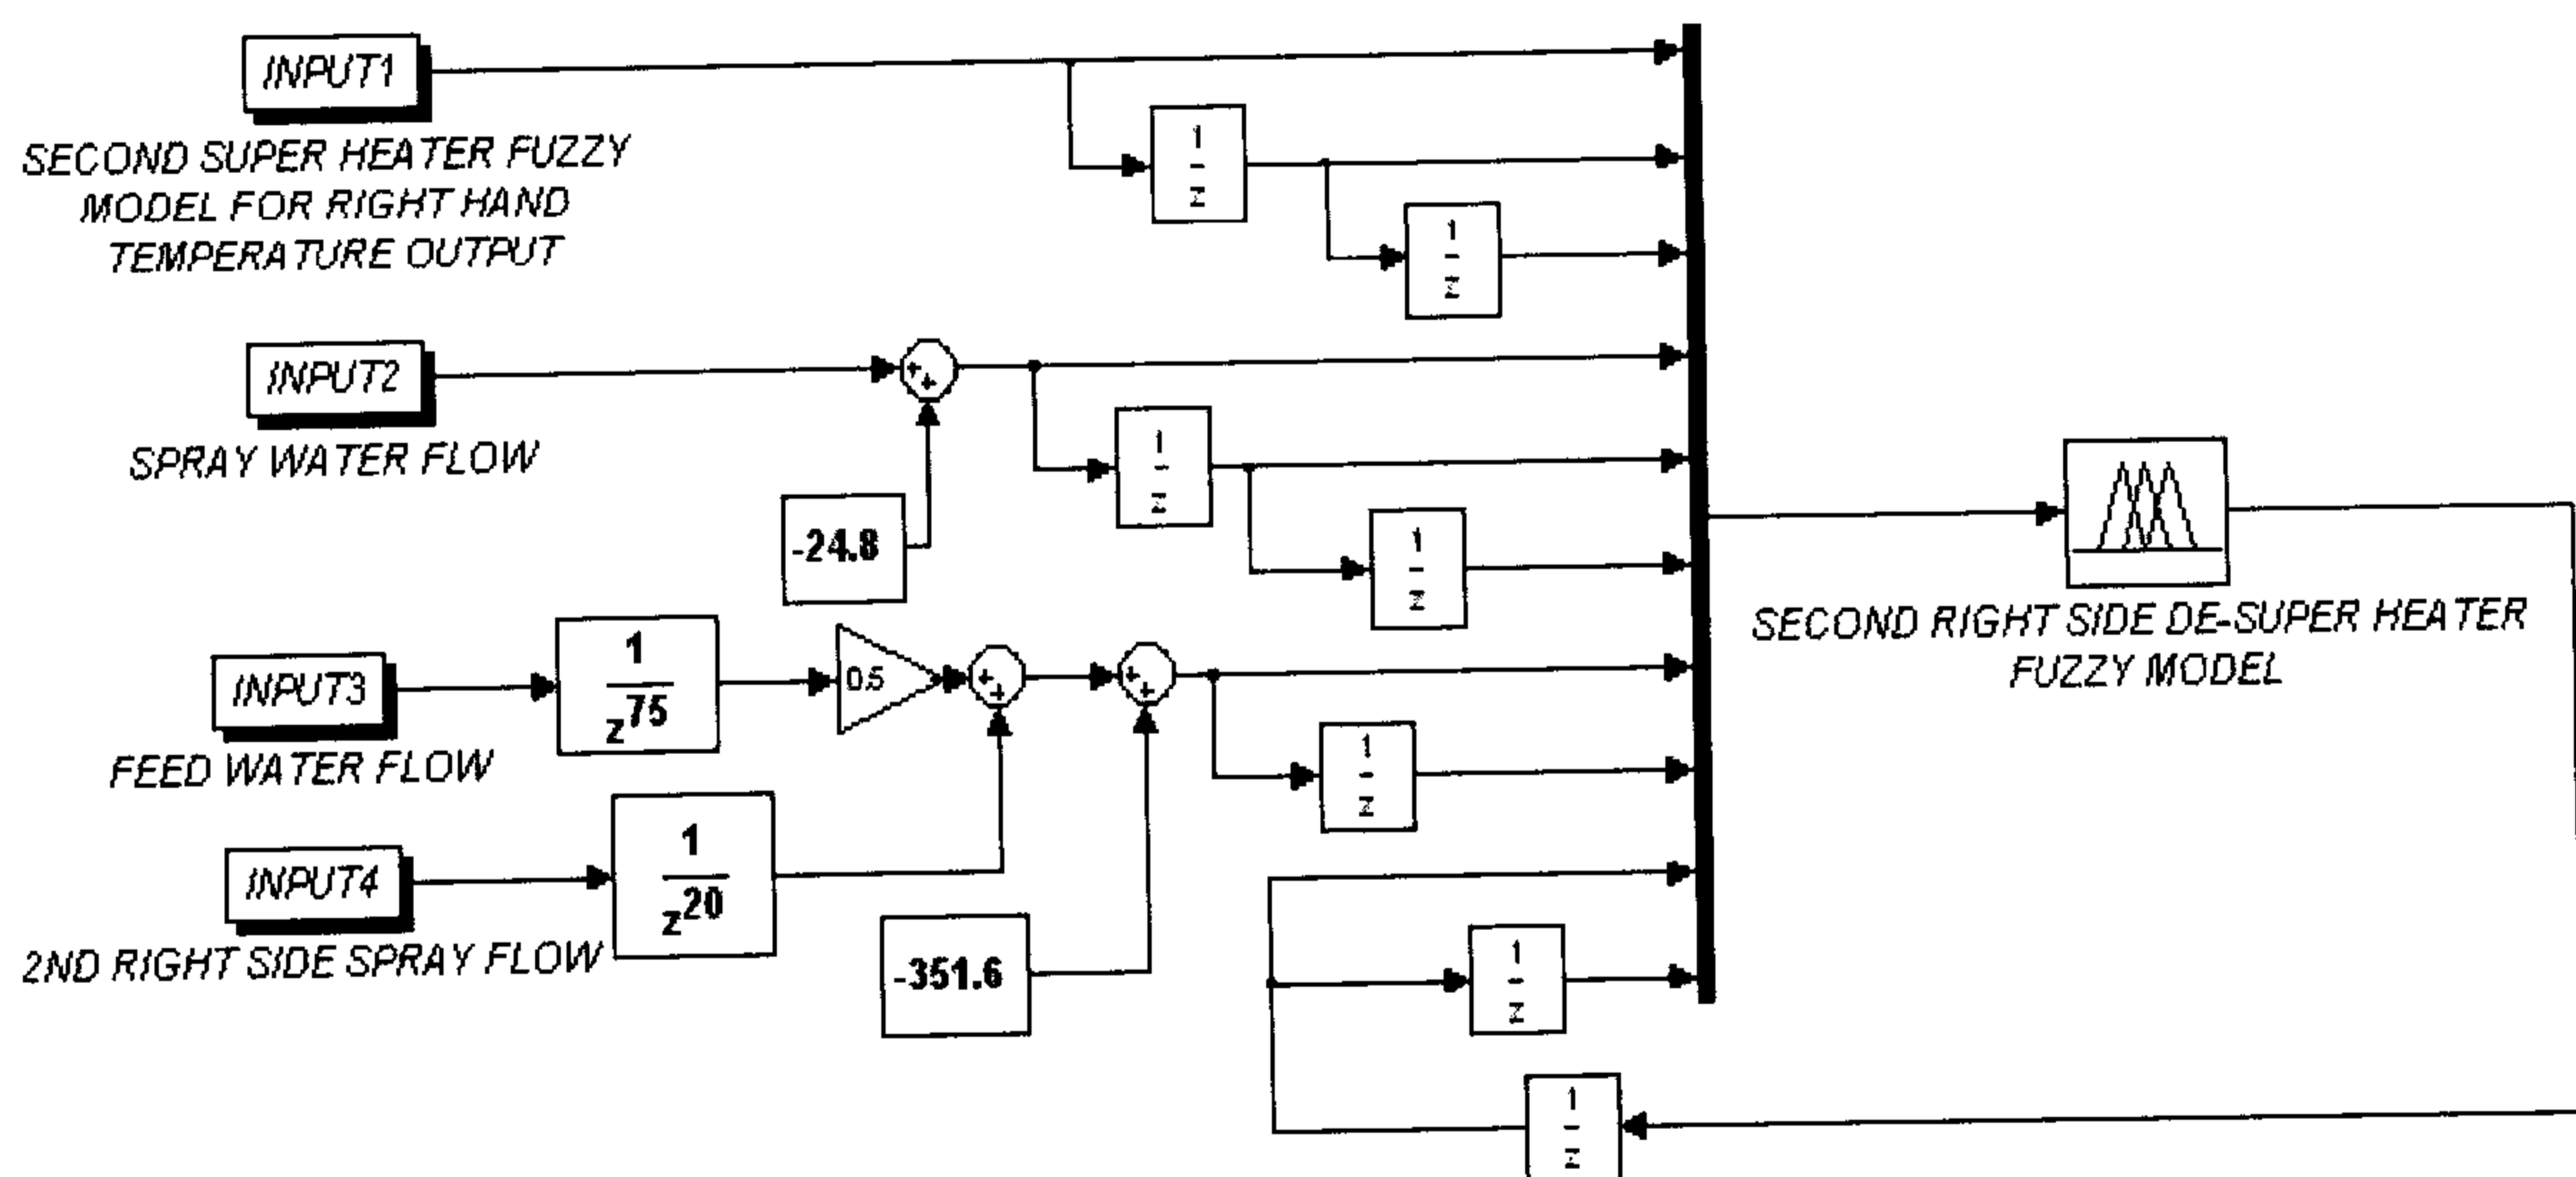 INPUT1
SECOND SUPER HEATER FUZZY
MODEL FOR RIGHT HAND
TEMPERATURE OUTPUT
1
z
1
z
INPUT2
SPRAY WATER FLOW
+
+
-24.8
1
z
1
z
INPUT3
FEED WATER FLOW
1
z75
0.5
+
+
+
+
1
z
SECOND RIGHT SIDE DE-SUPER HEATER
FUZZY MODEL
INPUT4
2ND RIGHT SIDE SPRAY FLOW
1
z20
-351.6
1
z
1
z